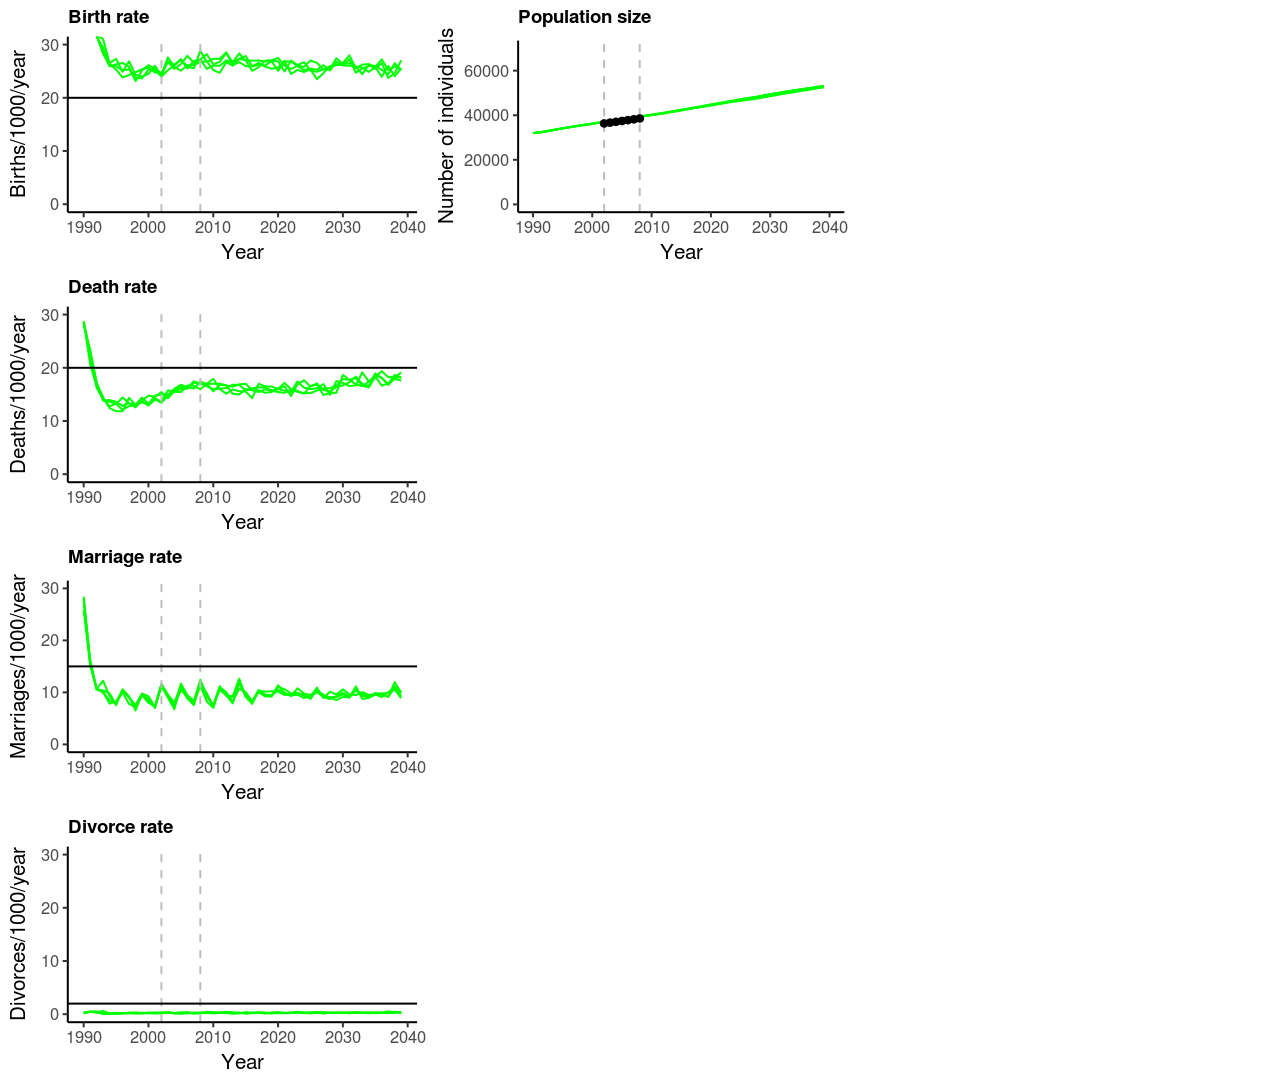 Birth rate
Births/1000/year
30
20
10
0
1990 2000 2010 2020 2030 2040
Year
Population size
Number of individuals
60000
40000
20000
0
1990 2000 2010 2020 2030 2040
Year
Death rate
Deaths/1000/year
30
20
10
0
1990 2000 2010 2020 2030 2040
Year
Marriage rate
Marriages/1000/year
30
20
10
0
1990 2000 2010 2020 2030 2040
Year
Divorce rate
Divorces/1000/year
30
20
10
0
1990 2000 2010 2020 2030 2040
Year